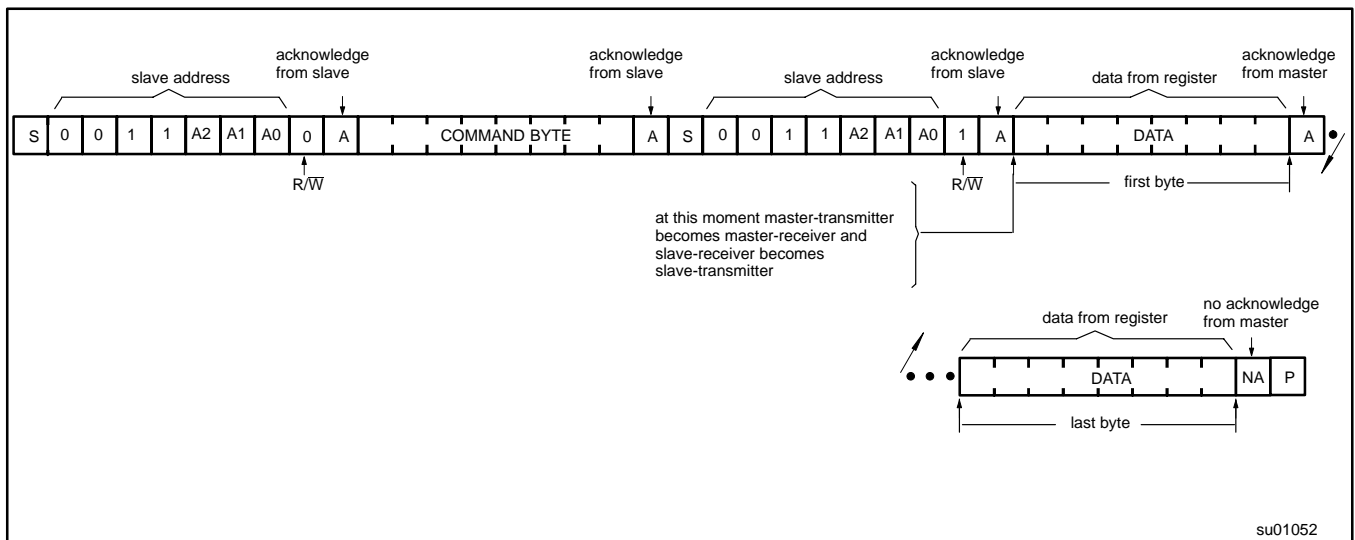 acknowledge from slave
acknowledge from slave
acknowledge from slave
acknowledge from master
slave address
slave address
data from register
S 0 0 1 1 A2 A1 A0 0 A COMMAND BYTE A S 0 0 1 1 A2 A1 A0 1 A DATA A
R/W̅
R/W̅
first byte
at this moment master-transmitter
becomes master-receiver and
slave-receiver becomes
slave-transmitter
data from register
no acknowledge
from master
DATA NA P
last byte
su01052